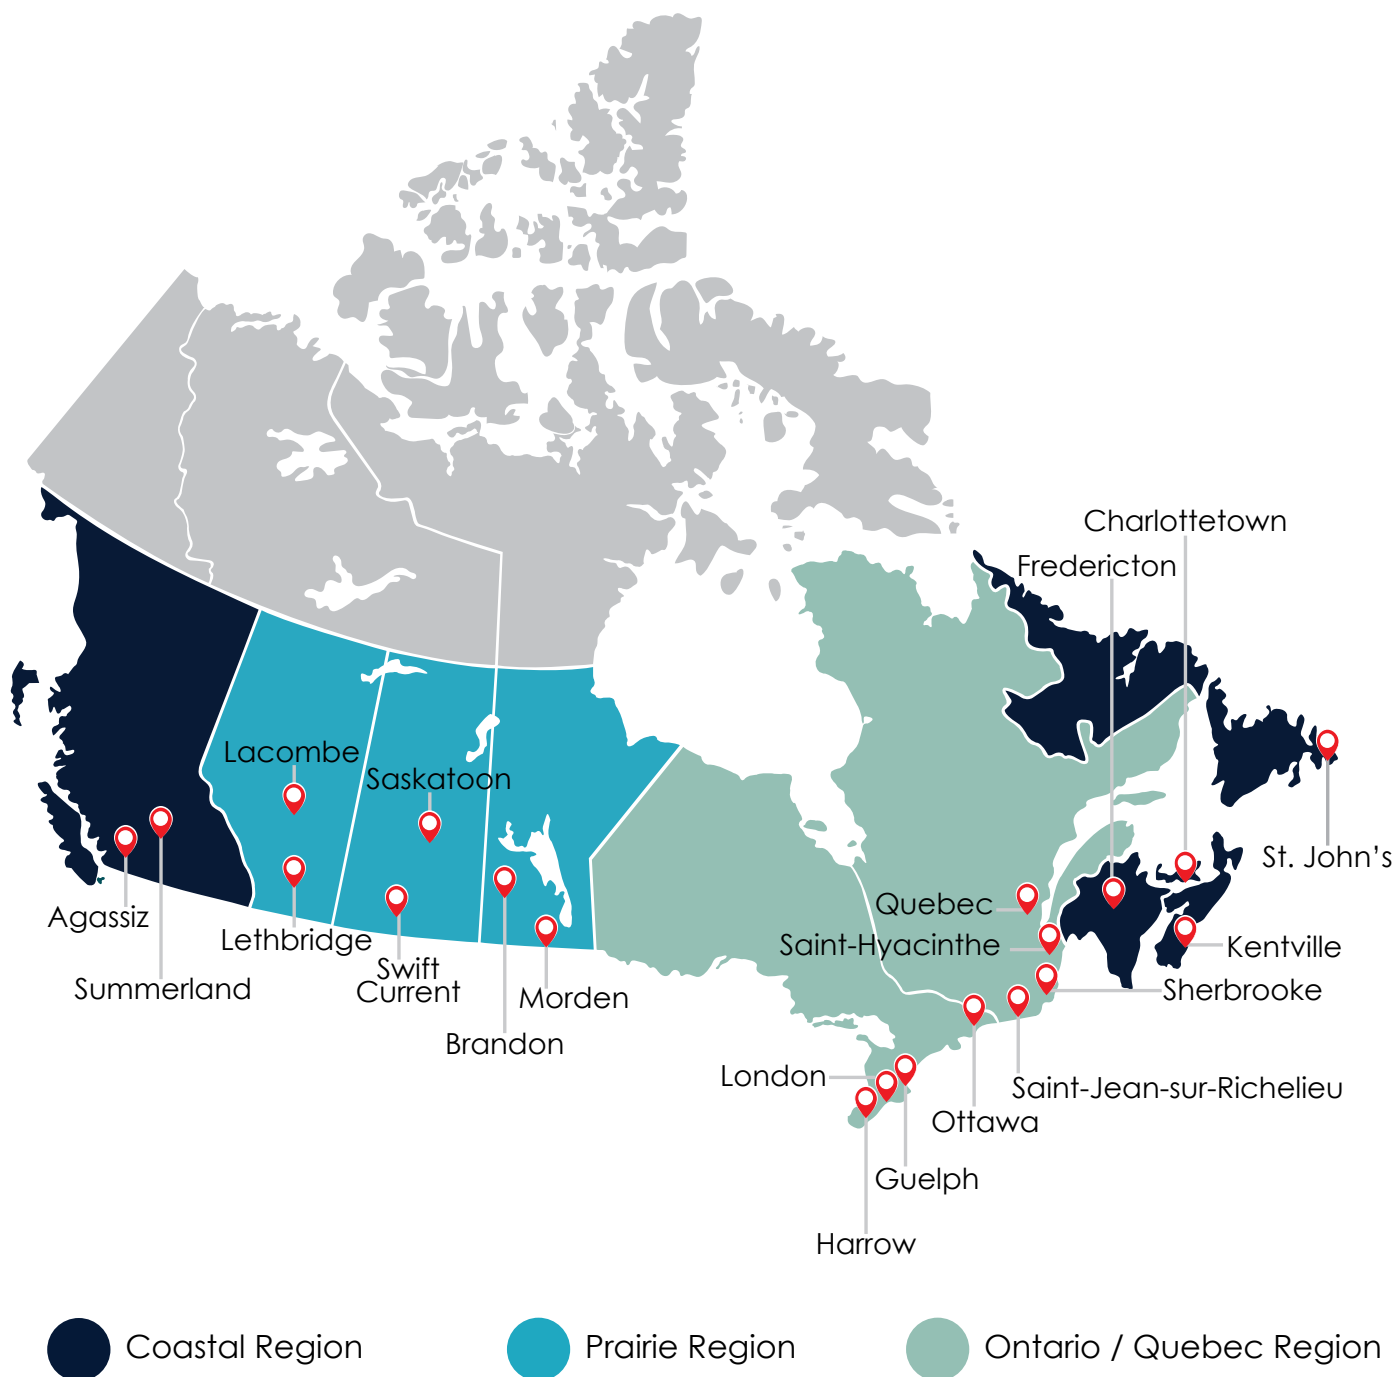 Charlottetown
Fredericton
Lacombe
Saskatoon
St. John’s
Quebec
Agassiz
Lethbridge
Saint-Hyacinthe
Kentville
Swift
Current
Summerland
Morden
Sherbrooke
Brandon
London
Saint-Jean-sur-Richelieu
Ottawa
Guelph
Harrow
Coastal Region
Prairie Region
Ontario / Quebec Region